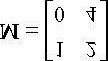 M = [ 1 2
0 4 ]